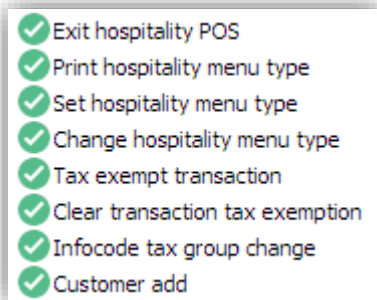 Exit hospitality POS
Print hospitality menu type
Set hospitality menu type
Change hospitality menu type
Tax exempt transaction
Clear transaction tax exemption
Infocode tax group change
Customer add